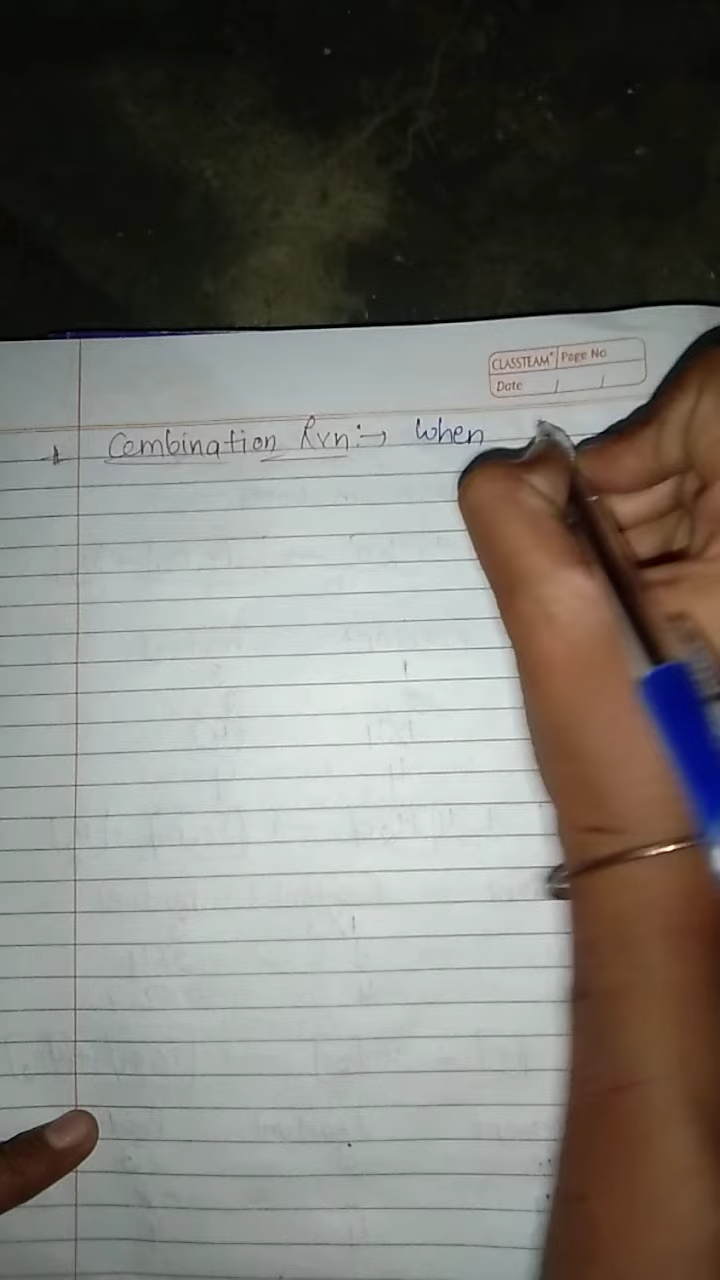 CLASSTEAM® Page No
Date / /
* Combination Rxn:→ When